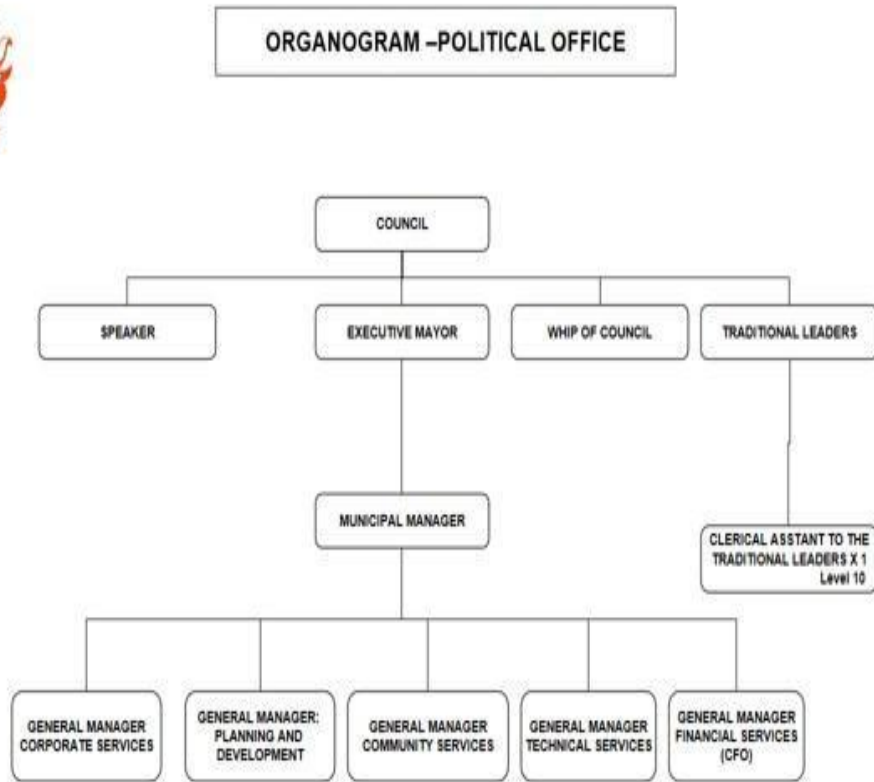 ORGANOGRAM –POLITICAL OFFICE
COUNCIL
SPEAKER
EXECUTIVE MAYOR
WHIP OF COUNCIL
TRADITIONAL LEADERS
MUNICIPAL MANAGER
CLERICAL ASSTANT TO THE
TRADITIONAL LEADERS X 1
Level 10
GENERAL MANAGER
CORPORATE SERVICES
GENERAL MANAGER:
PLANNING AND
DEVELOPMENT
GENERAL MANAGER
COMMUNITY SERVICES
GENERAL MANAGER
TECHNICAL SERVICES
GENERAL MANAGER
FINANCIAL SERVICES
(CFO)